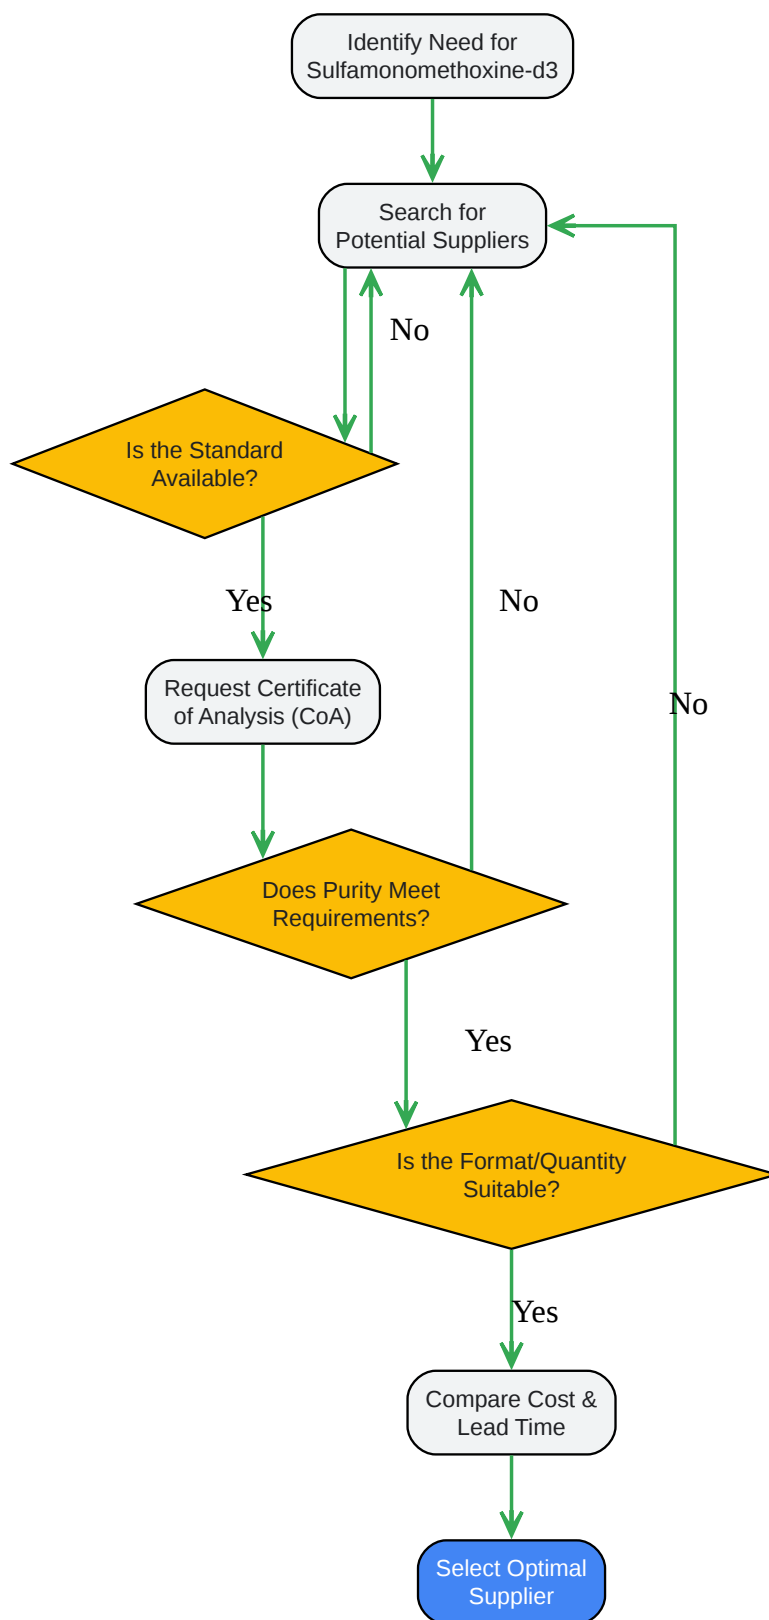 Identify Need for
Sulfamonomethoxine-d3
Search for
Potential Suppliers
No
Is the Standard
Available?
Yes
No
Request Certificate
of Analysis (CoA)
No
Does Purity Meet
Requirements?
Yes
Is the Format/Quantity
Suitable?
Yes
Compare Cost &
Lead Time
Select Optimal
Supplier